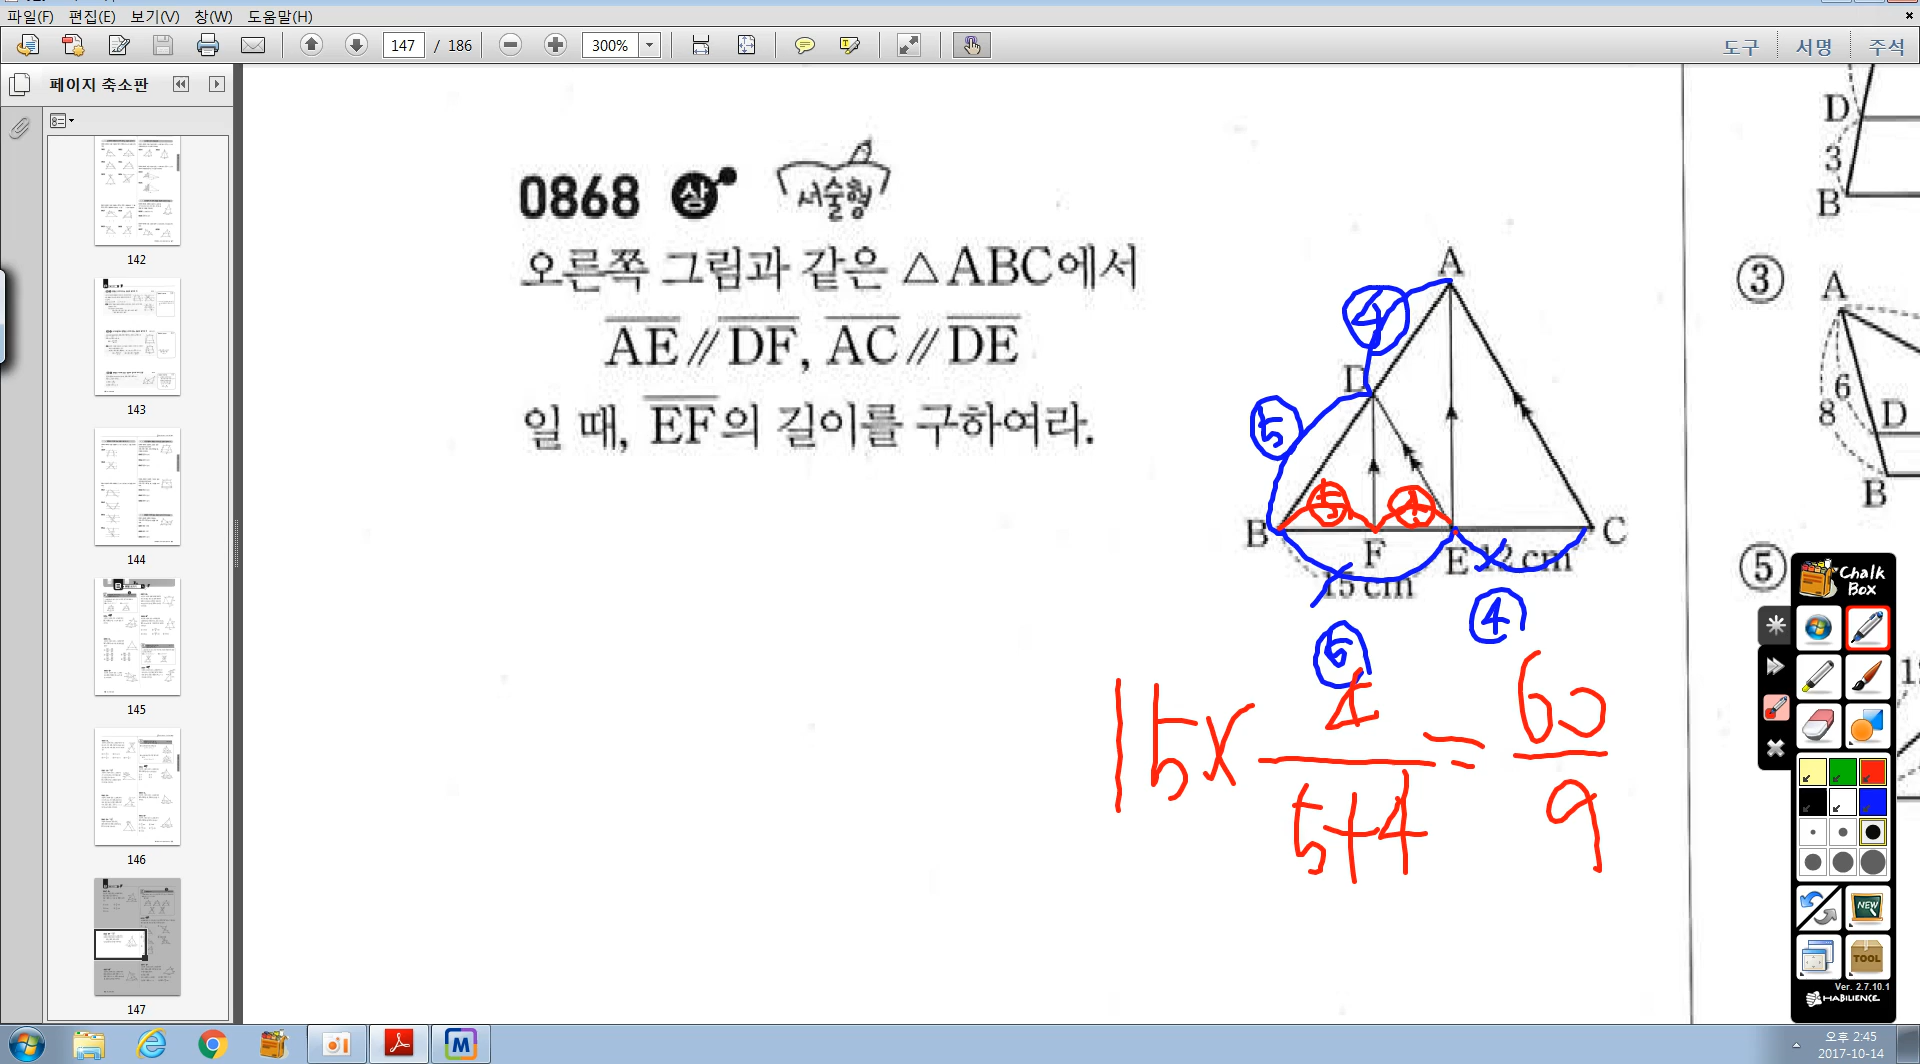 파일(F) 편집(E) 보기(V) 창(W) 도움말(H)
147 / 186 300% 도구 서명 주석
페이지 축소판
142
143
144
145
146
147
0868 상 서술형
오른쪽 그림과 같은 △ABC에서
AE // DF, AC // DE
일 때, EF의 길이를 구하여라.
A
4
D
5
5 4
B F E C
15 cm 12 cm
5 4
15 × 4/(5+4) = 60/9
D
3
B
③
A
6
8
D
B
⑤
Chalk Box
NEW
TOOL
Ver. 2.7.10.1
HABILIENCE
오후 2:45
2017-10-14